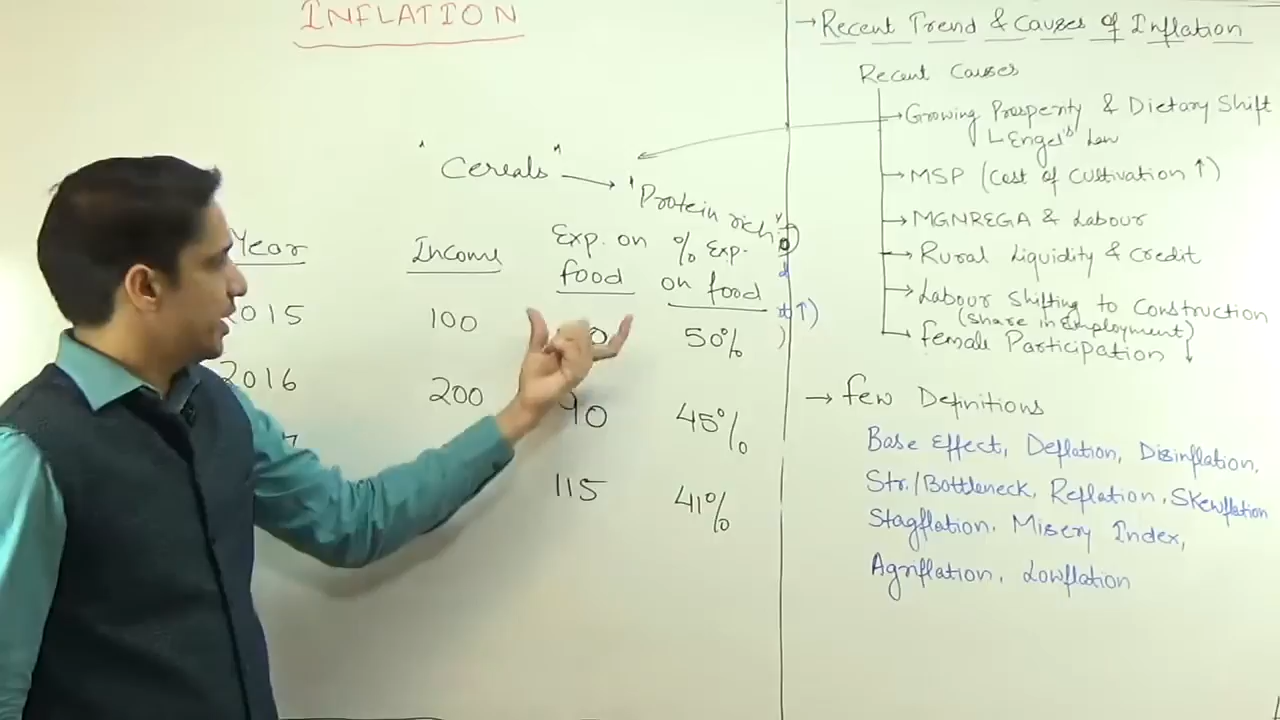 INFLATION
"Cereals" → "Protein rich"
Year Income Exp. on food % Exp. on food
2015 100 50%
2016 200 90 45%
115 41%
→ Recent Trend & Causes of Inflation
Recent Causes
→ Growing Prosperity & Dietary Shift
↳ Engel's Law
→ MSP (Cost of Cultivation ↑)
→ MGNREGA & Labour
→ Rural Liquidity & Credit
→ Labour Shifting to Construction
(Share in Employment)
→ Female Participation ↓
→ Few Definitions
Base Effect, Deflation, Disinflation,
Str./Bottleneck, Reflation, Skewflation
Stagflation, Misery Index,
Agriflation, Lowflation